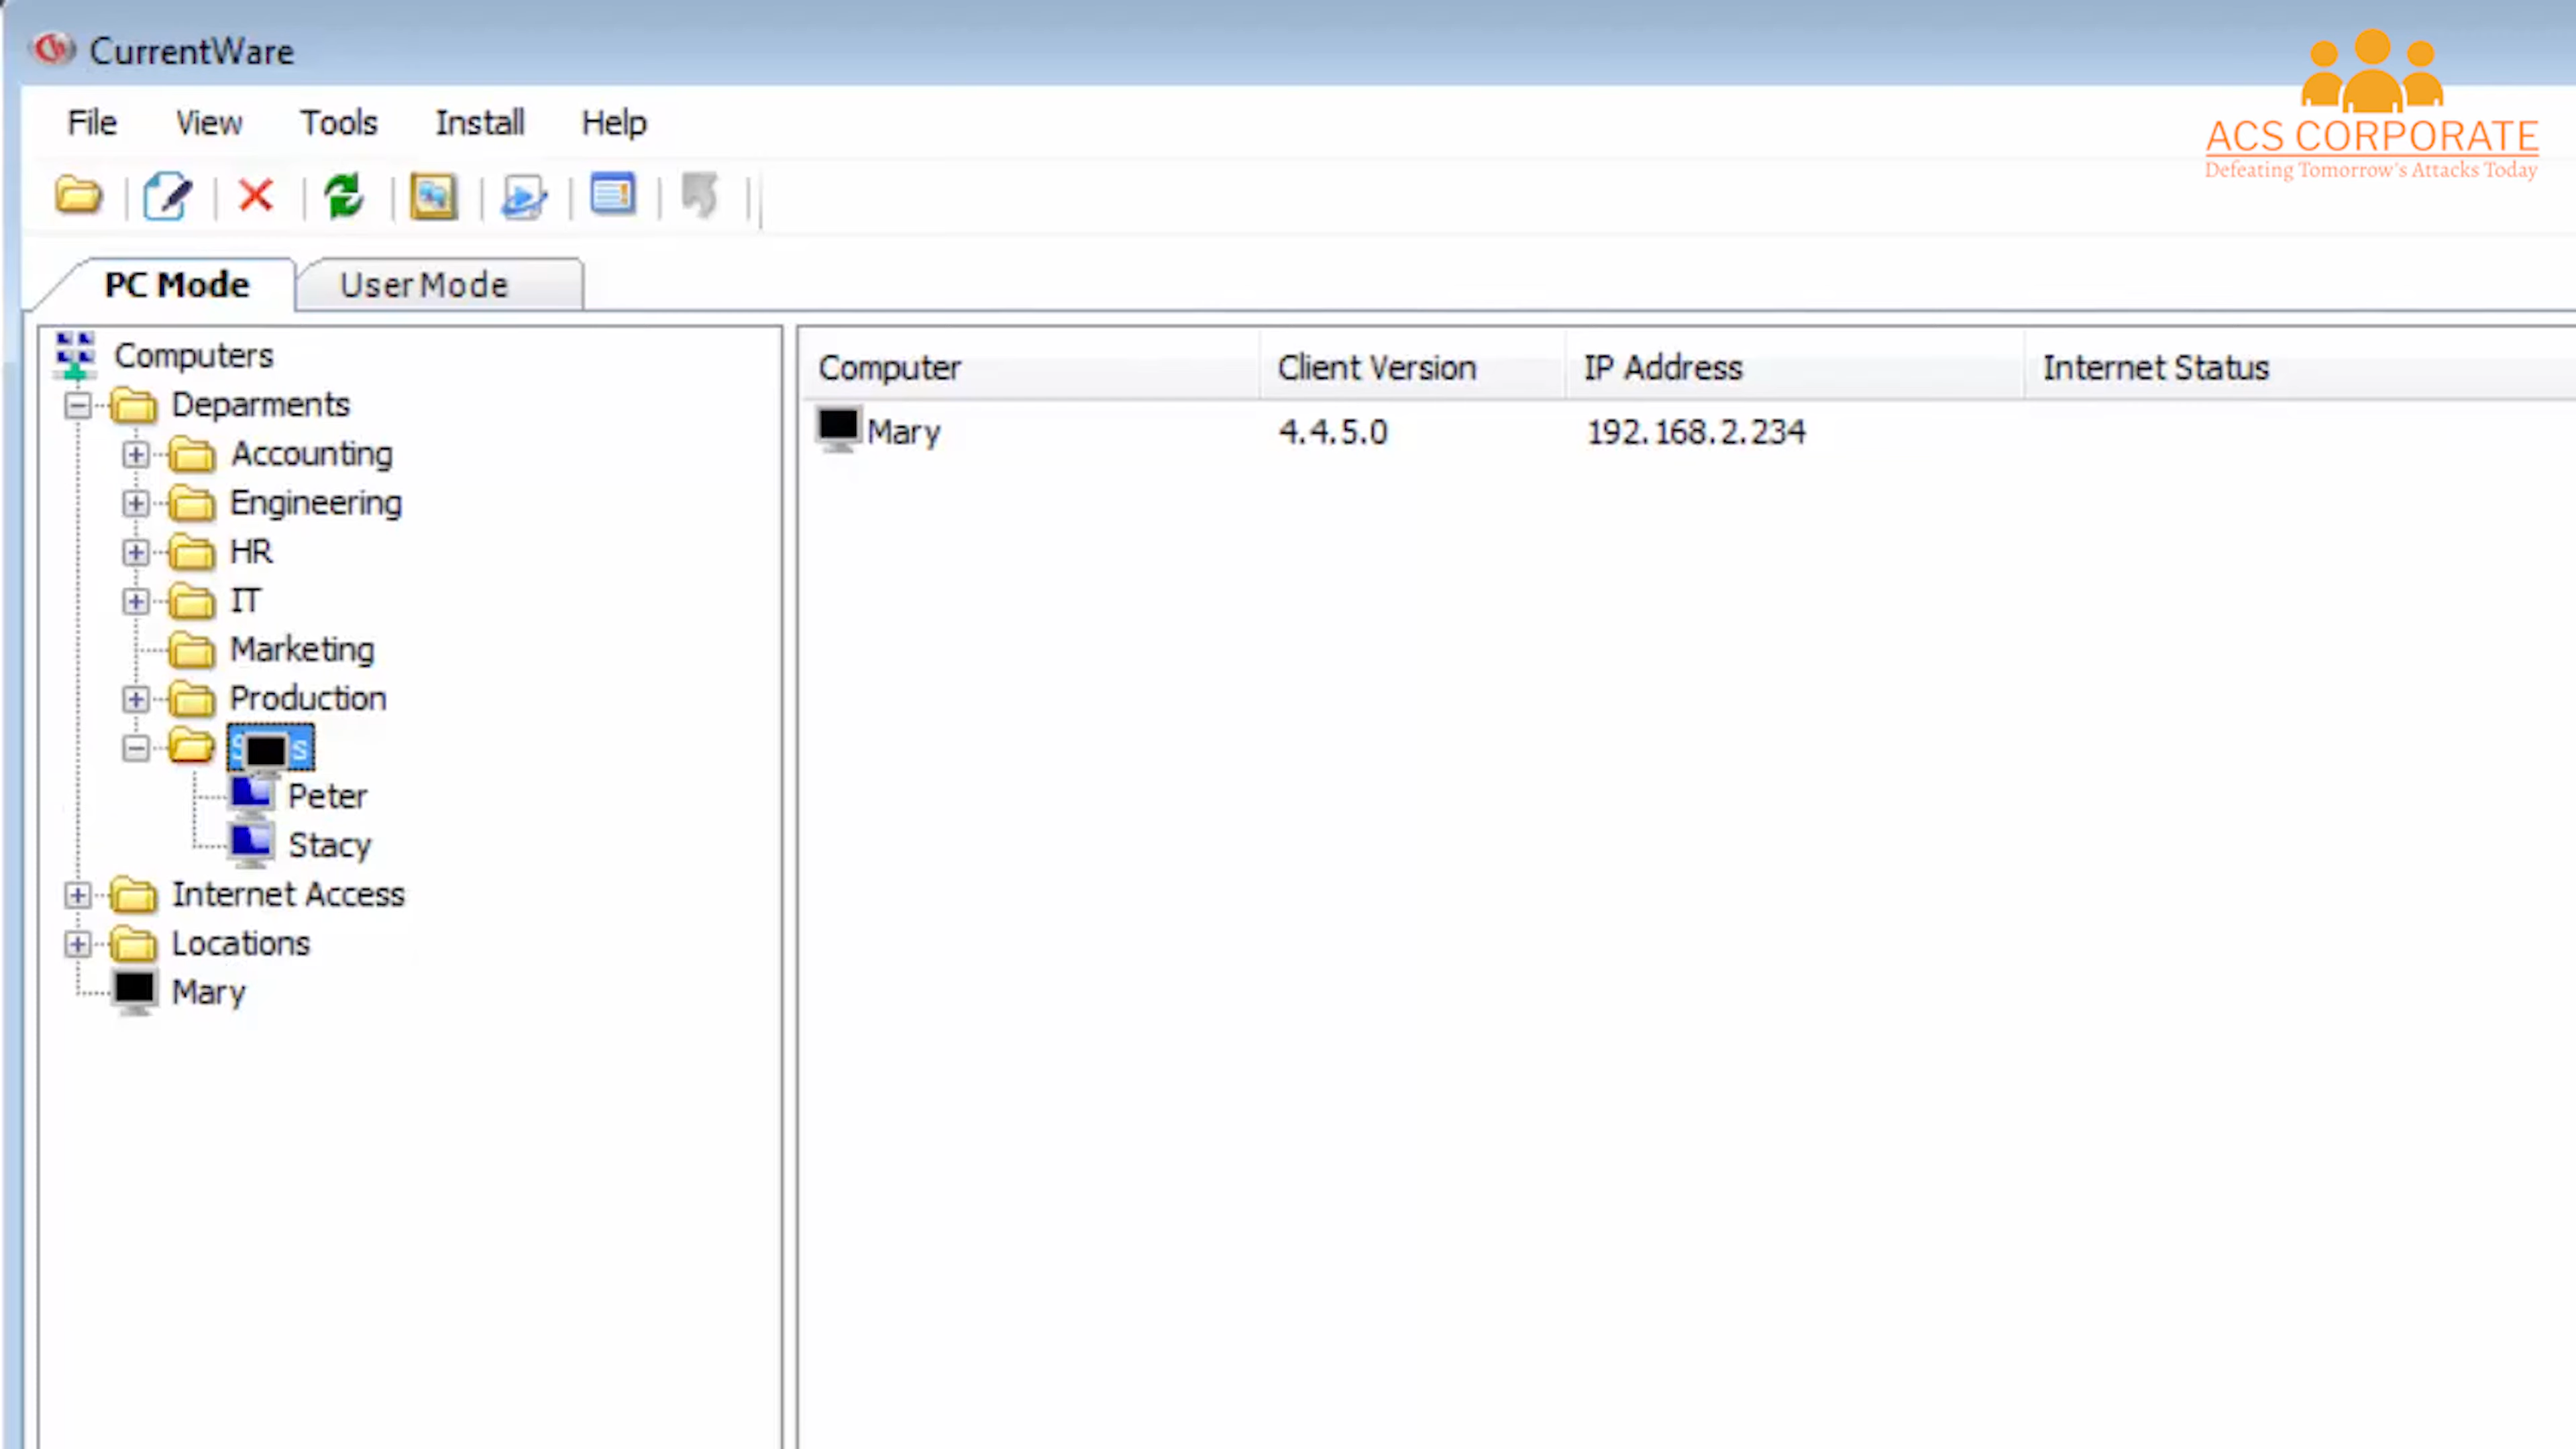 CurrentWare
ACS CORPORATE
Defeating Tomorrow's Attacks Today
File View Tools Install Help
PC Mode User Mode
Computers
Deparments
Accounting
Engineering
HR
IT
Marketing
Production
Peter
Stacy
Internet Access
Locations
Mary
Computer Client Version IP Address Internet Status
Mary 4.4.5.0 192.168.2.234